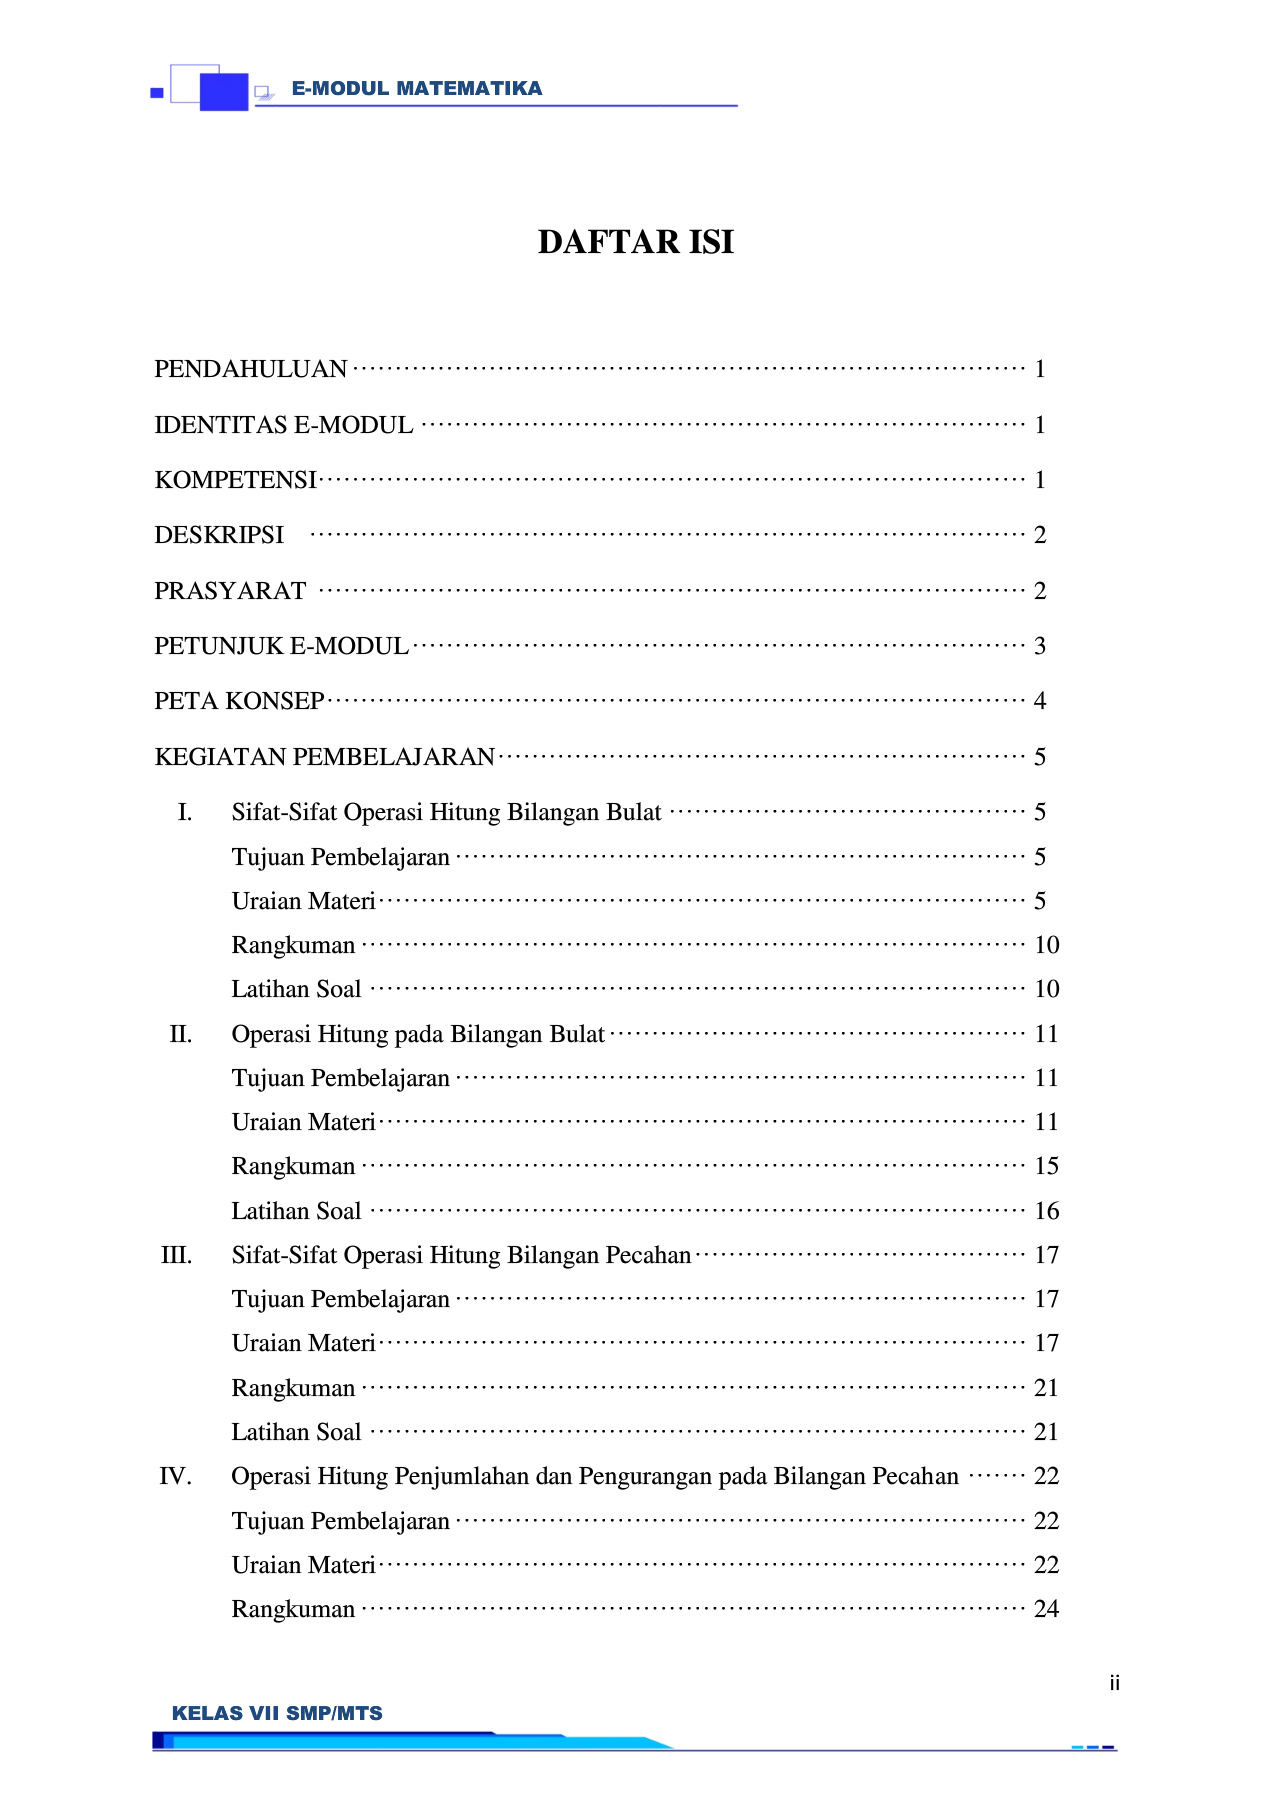 E-MODUL MATEMATIKA
DAFTAR ISI
PENDAHULUAN ........................................ 1
IDENTITAS E-MODUL ........................................ 1
KOMPETENSI ........................................ 1
DESKRIPSI ........................................ 2
PRASYARAT ........................................ 2
PETUNJUK E-MODUL ........................................ 3
PETA KONSEP ........................................ 4
KEGIATAN PEMBELAJARAN ........................................ 5
I. Sifat-Sifat Operasi Hitung Bilangan Bulat ........................................ 5
Tujuan Pembelajaran ........................................ 5
Uraian Materi ........................................ 5
Rangkuman ........................................ 10
Latihan Soal ........................................ 10
II. Operasi Hitung pada Bilangan Bulat ........................................ 11
Tujuan Pembelajaran ........................................ 11
Uraian Materi ........................................ 11
Rangkuman ........................................ 15
Latihan Soal ........................................ 16
III. Sifat-Sifat Operasi Hitung Bilangan Pecahan ........................................ 17
Tujuan Pembelajaran ........................................ 17
Uraian Materi ........................................ 17
Rangkuman ........................................ 21
Latihan Soal ........................................ 21
IV. Operasi Hitung Penjumlahan dan Pengurangan pada Bilangan Pecahan ....... 22
Tujuan Pembelajaran ........................................ 22
Uraian Materi ........................................ 22
Rangkuman ........................................ 24
ii
KELAS VII SMP/MTS